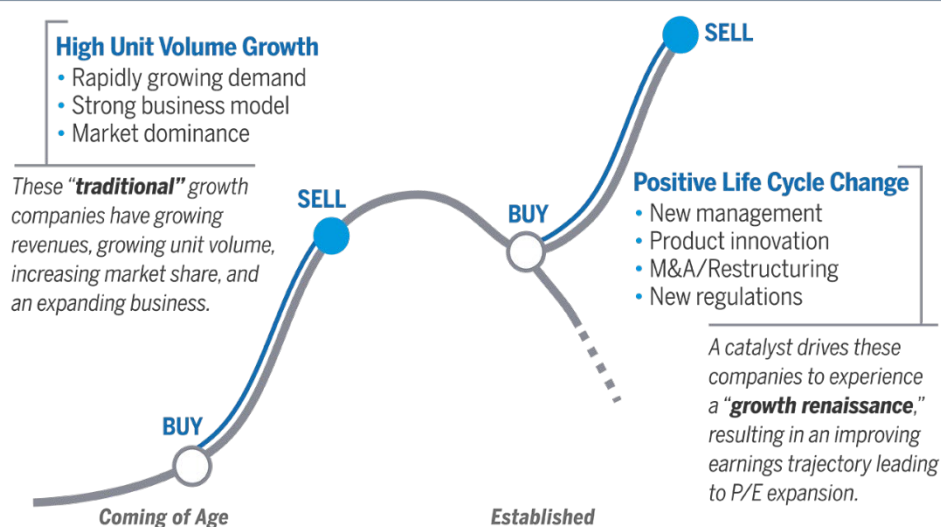 High Unit Volume Growth
• Rapidly growing demand
• Strong business model
• Market dominance
These “traditional” growth
companies have growing
revenues, growing unit volume,
increasing market share, and
an expanding business.
BUY
SELL
BUY
SELL
Positive Life Cycle Change
• New management
• Product innovation
• M&A/Restructuring
• New regulations
A catalyst drives these
companies to experience
a “growth renaissance,”
resulting in an improving
earnings trajectory leading
to P/E expansion.
Coming of Age
Established